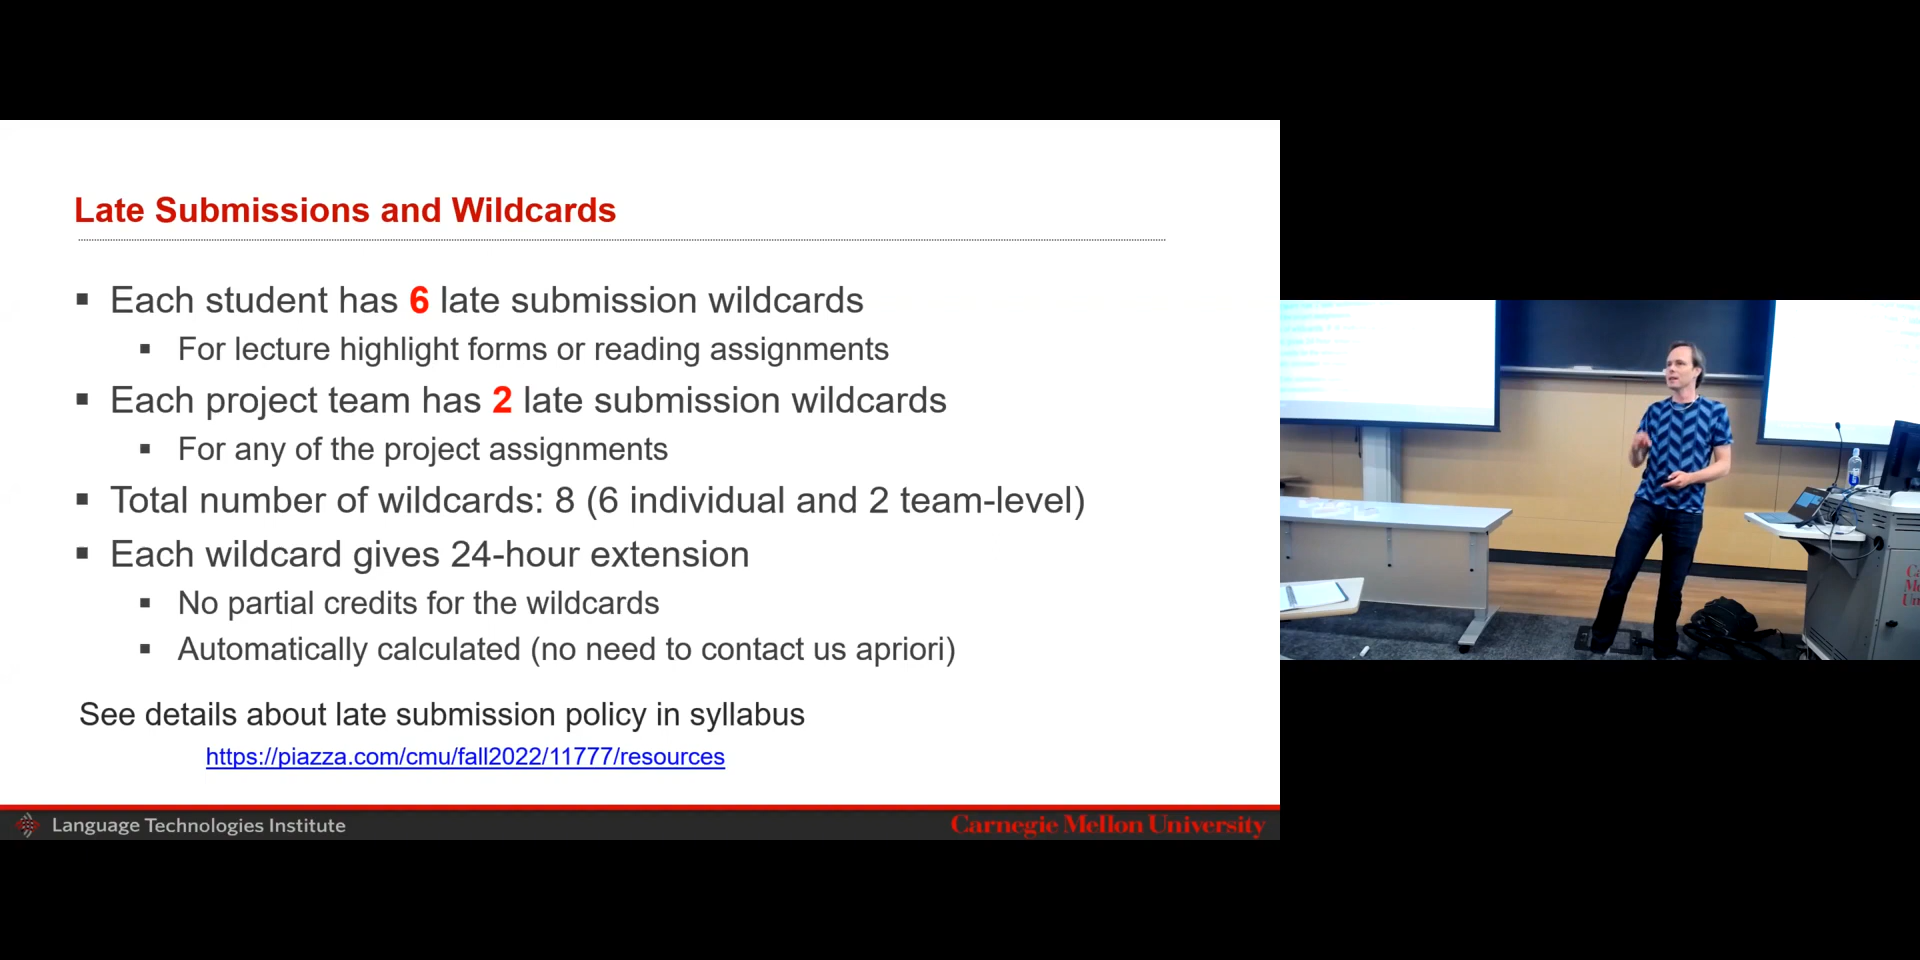 Late Submissions and Wildcards
Each student has 6 late submission wildcards
For lecture highlight forms or reading assignments
Each project team has 2 late submission wildcards
For any of the project assignments
Total number of wildcards: 8 (6 individual and 2 team-level)
Each wildcard gives 24-hour extension
No partial credits for the wildcards
Automatically calculated (no need to contact us apriori)
See details about late submission policy in syllabus
https://piazza.com/cmu/fall2022/11777/resources
Language Technologies Institute
Carnegie Mellon University